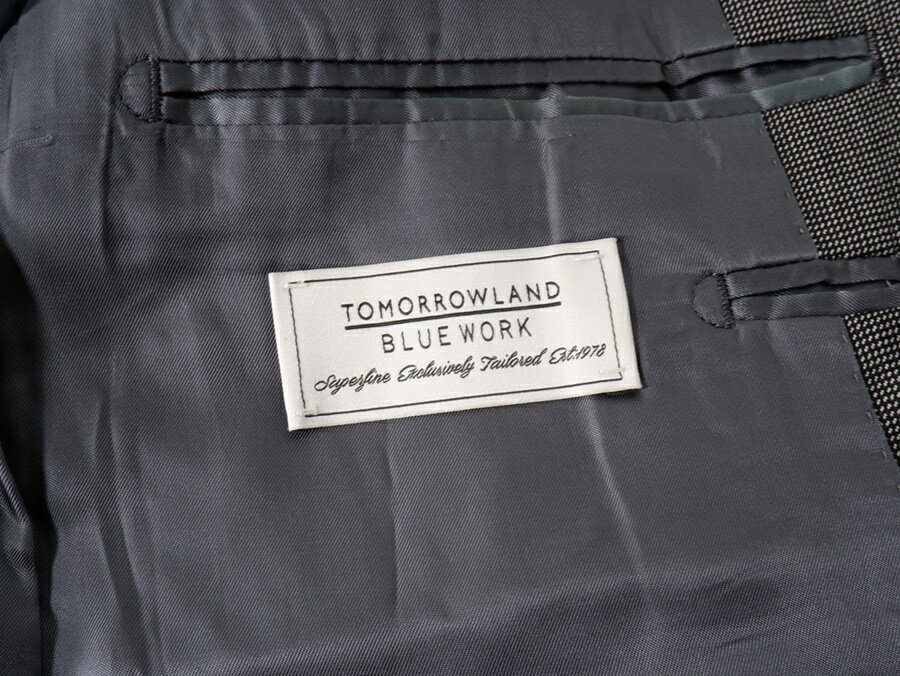 TOMORROWLAND
BLUE WORK
Superfine Exclusively Tailored Est.1978